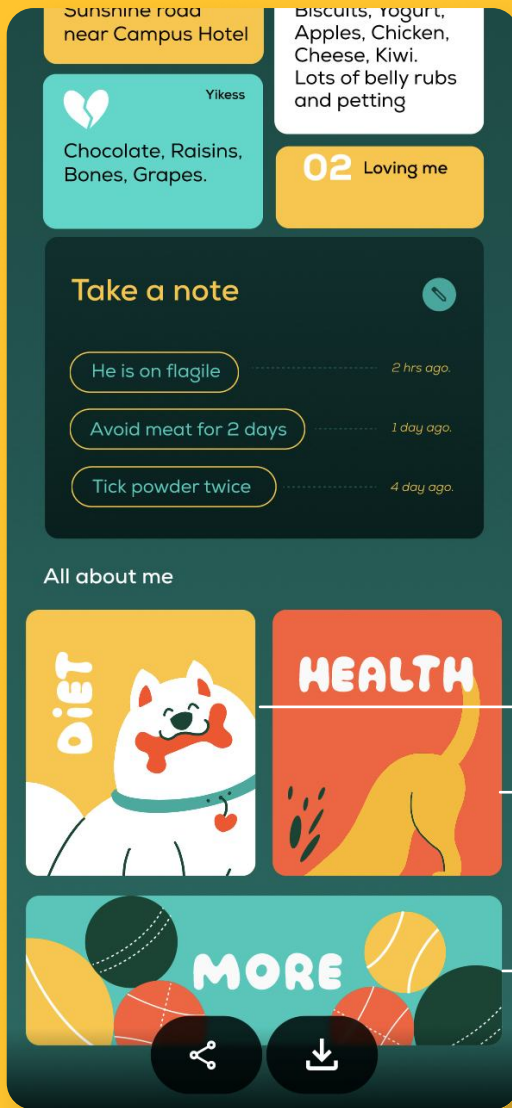 Sunshine road
near Campus Hotel
Biscuits, Yogurt,
Apples, Chicken,
Cheese, Kiwi.
Lots of belly rubs
and petting
Yikess
Chocolate, Raisins,
Bones, Grapes.
02 Loving me
Take a note
He is on flagile 2 hrs ago.
Avoid meat for 2 days 1 day ago.
Tick powder twice 4 day ago.
All about me
DiET
HEALTH
MORE